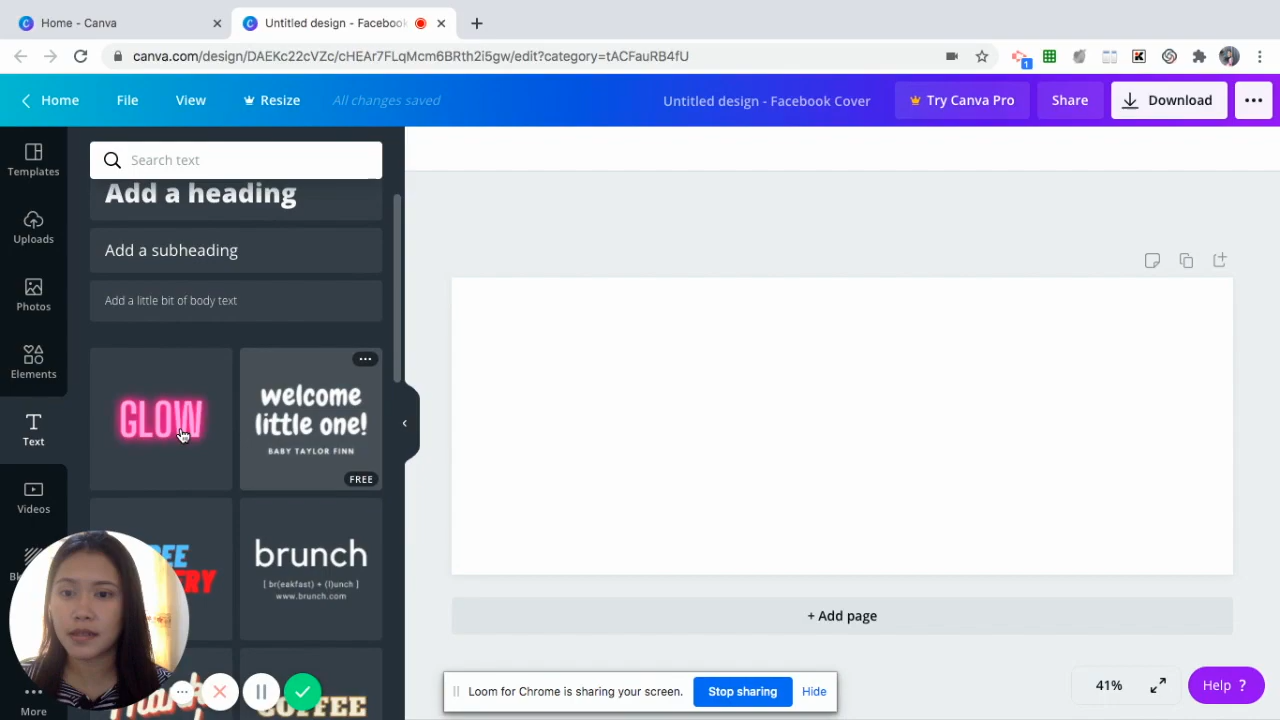 Home - Canva
Untitled design - Facebook
canva.com/design/DAEKc22cVZc/cHEAr7FLqMcm6BRth2i5gw/edit?category=tACFauRB4fU
1
Home File View Resize All changes saved Untitled design - Facebook Cover Try Canva Pro Share Download
Templates
Uploads
Photos
Elements
Text
Videos
More
Search text
Add a heading
Add a subheading
Add a little bit of body text
GLOW
welcome
little one!
BABY TAYLOR FINN
FREE
brunch
[ br(eakfast) + (l)unch ]
www.brunch.com
COFFEE
+ Add page
Loom for Chrome is sharing your screen. Stop sharing Hide
41%
Help ?